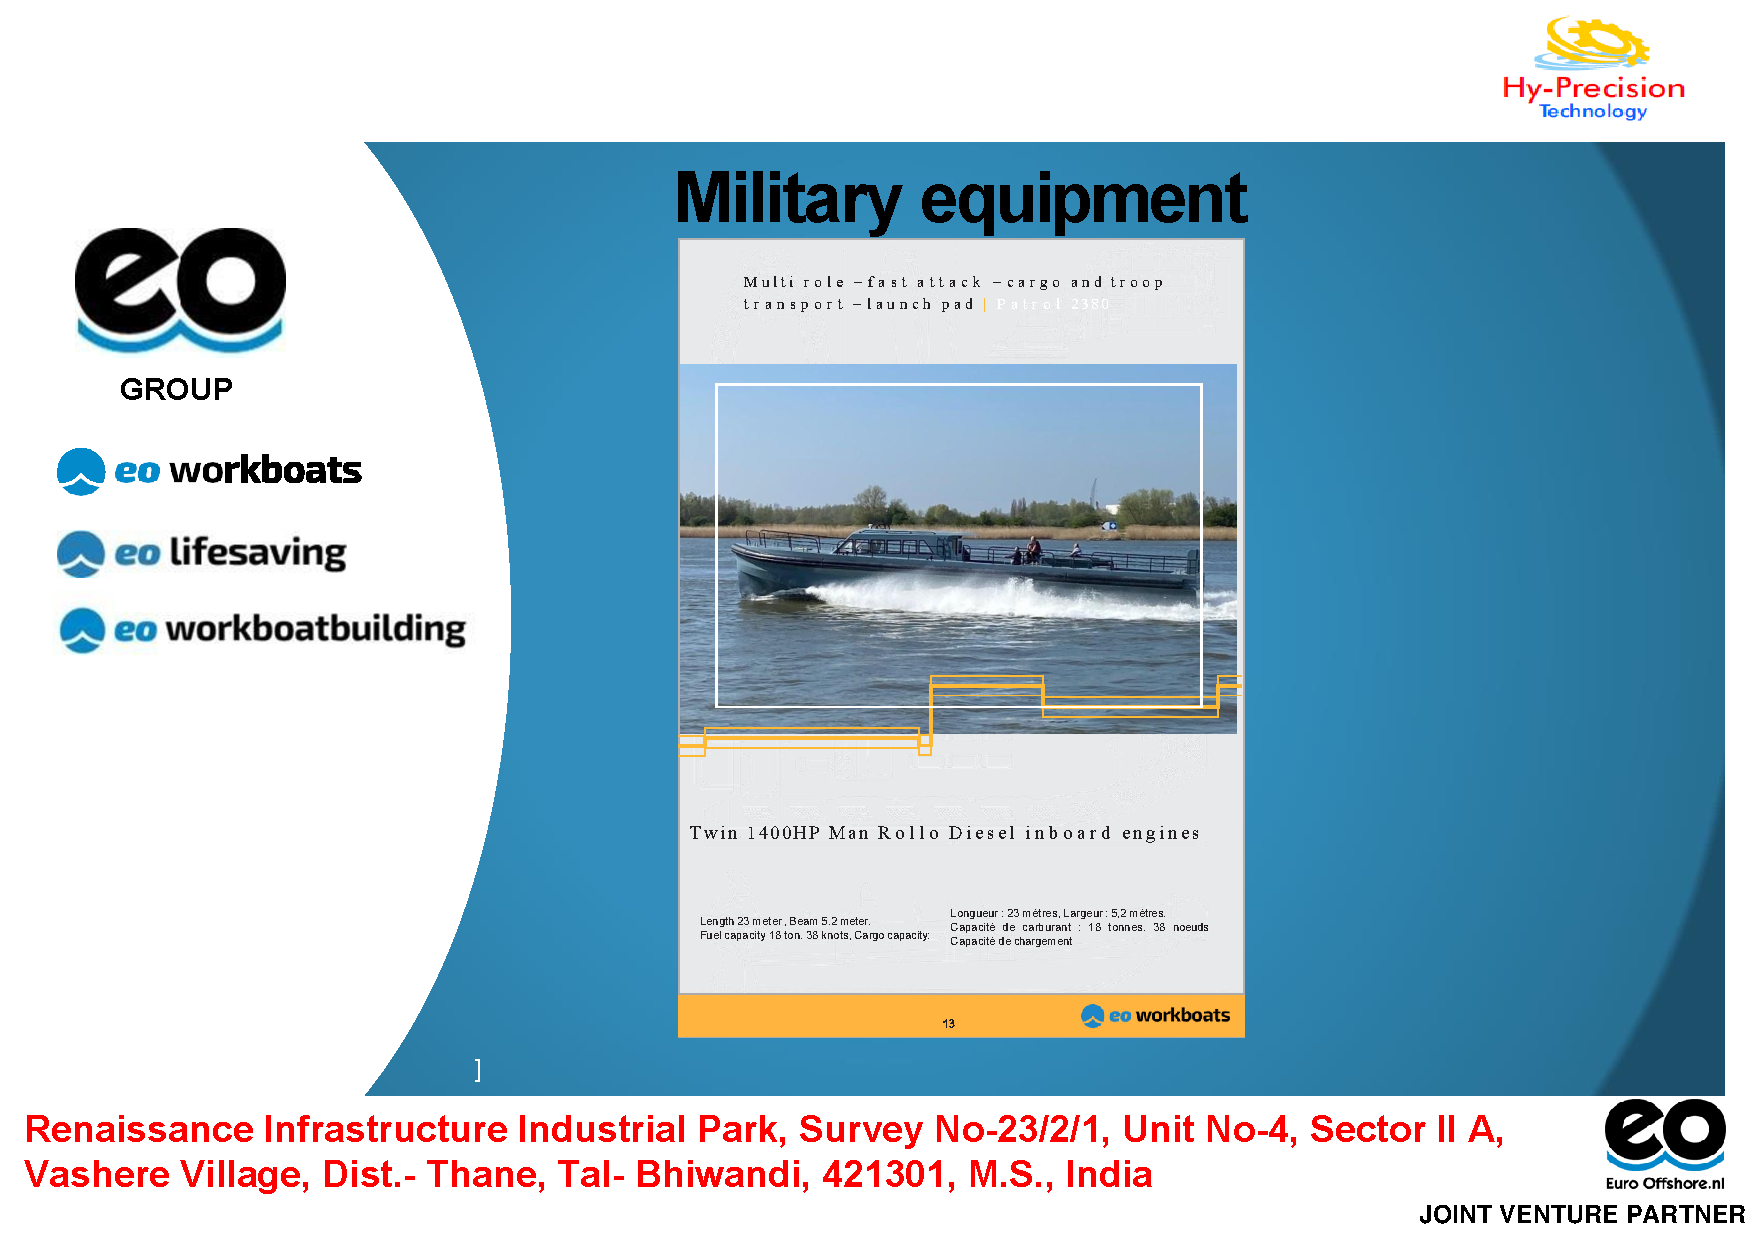 Hy-Precision
Technology
Military equipment
eo
GROUP
eo workboats
eo lifesaving
eo workboatbuilding
Multi role – fast attack – cargo and troop
transport – launch pad | Patrol 2380
Twin 1400HP Man Rollo Diesel inboard engines
Length 23 meter, Beam 5.2 meter.
Fuel capacity 18 ton. 38 knots, Cargo capacity:
Longueur : 23 mètres, Largeur : 5,2 mètres.
Capacité de carburant : 18 tonnes. 38 noeuds
Capacité de chargement
13
eo workboats
]
Renaissance Infrastructure Industrial Park, Survey No-23/2/1, Unit No-4, Sector II A,
Vashere Village, Dist.- Thane, Tal- Bhiwandi, 421301, M.S., India
eo
Euro Offshore.nl
JOINT VENTURE PARTNER